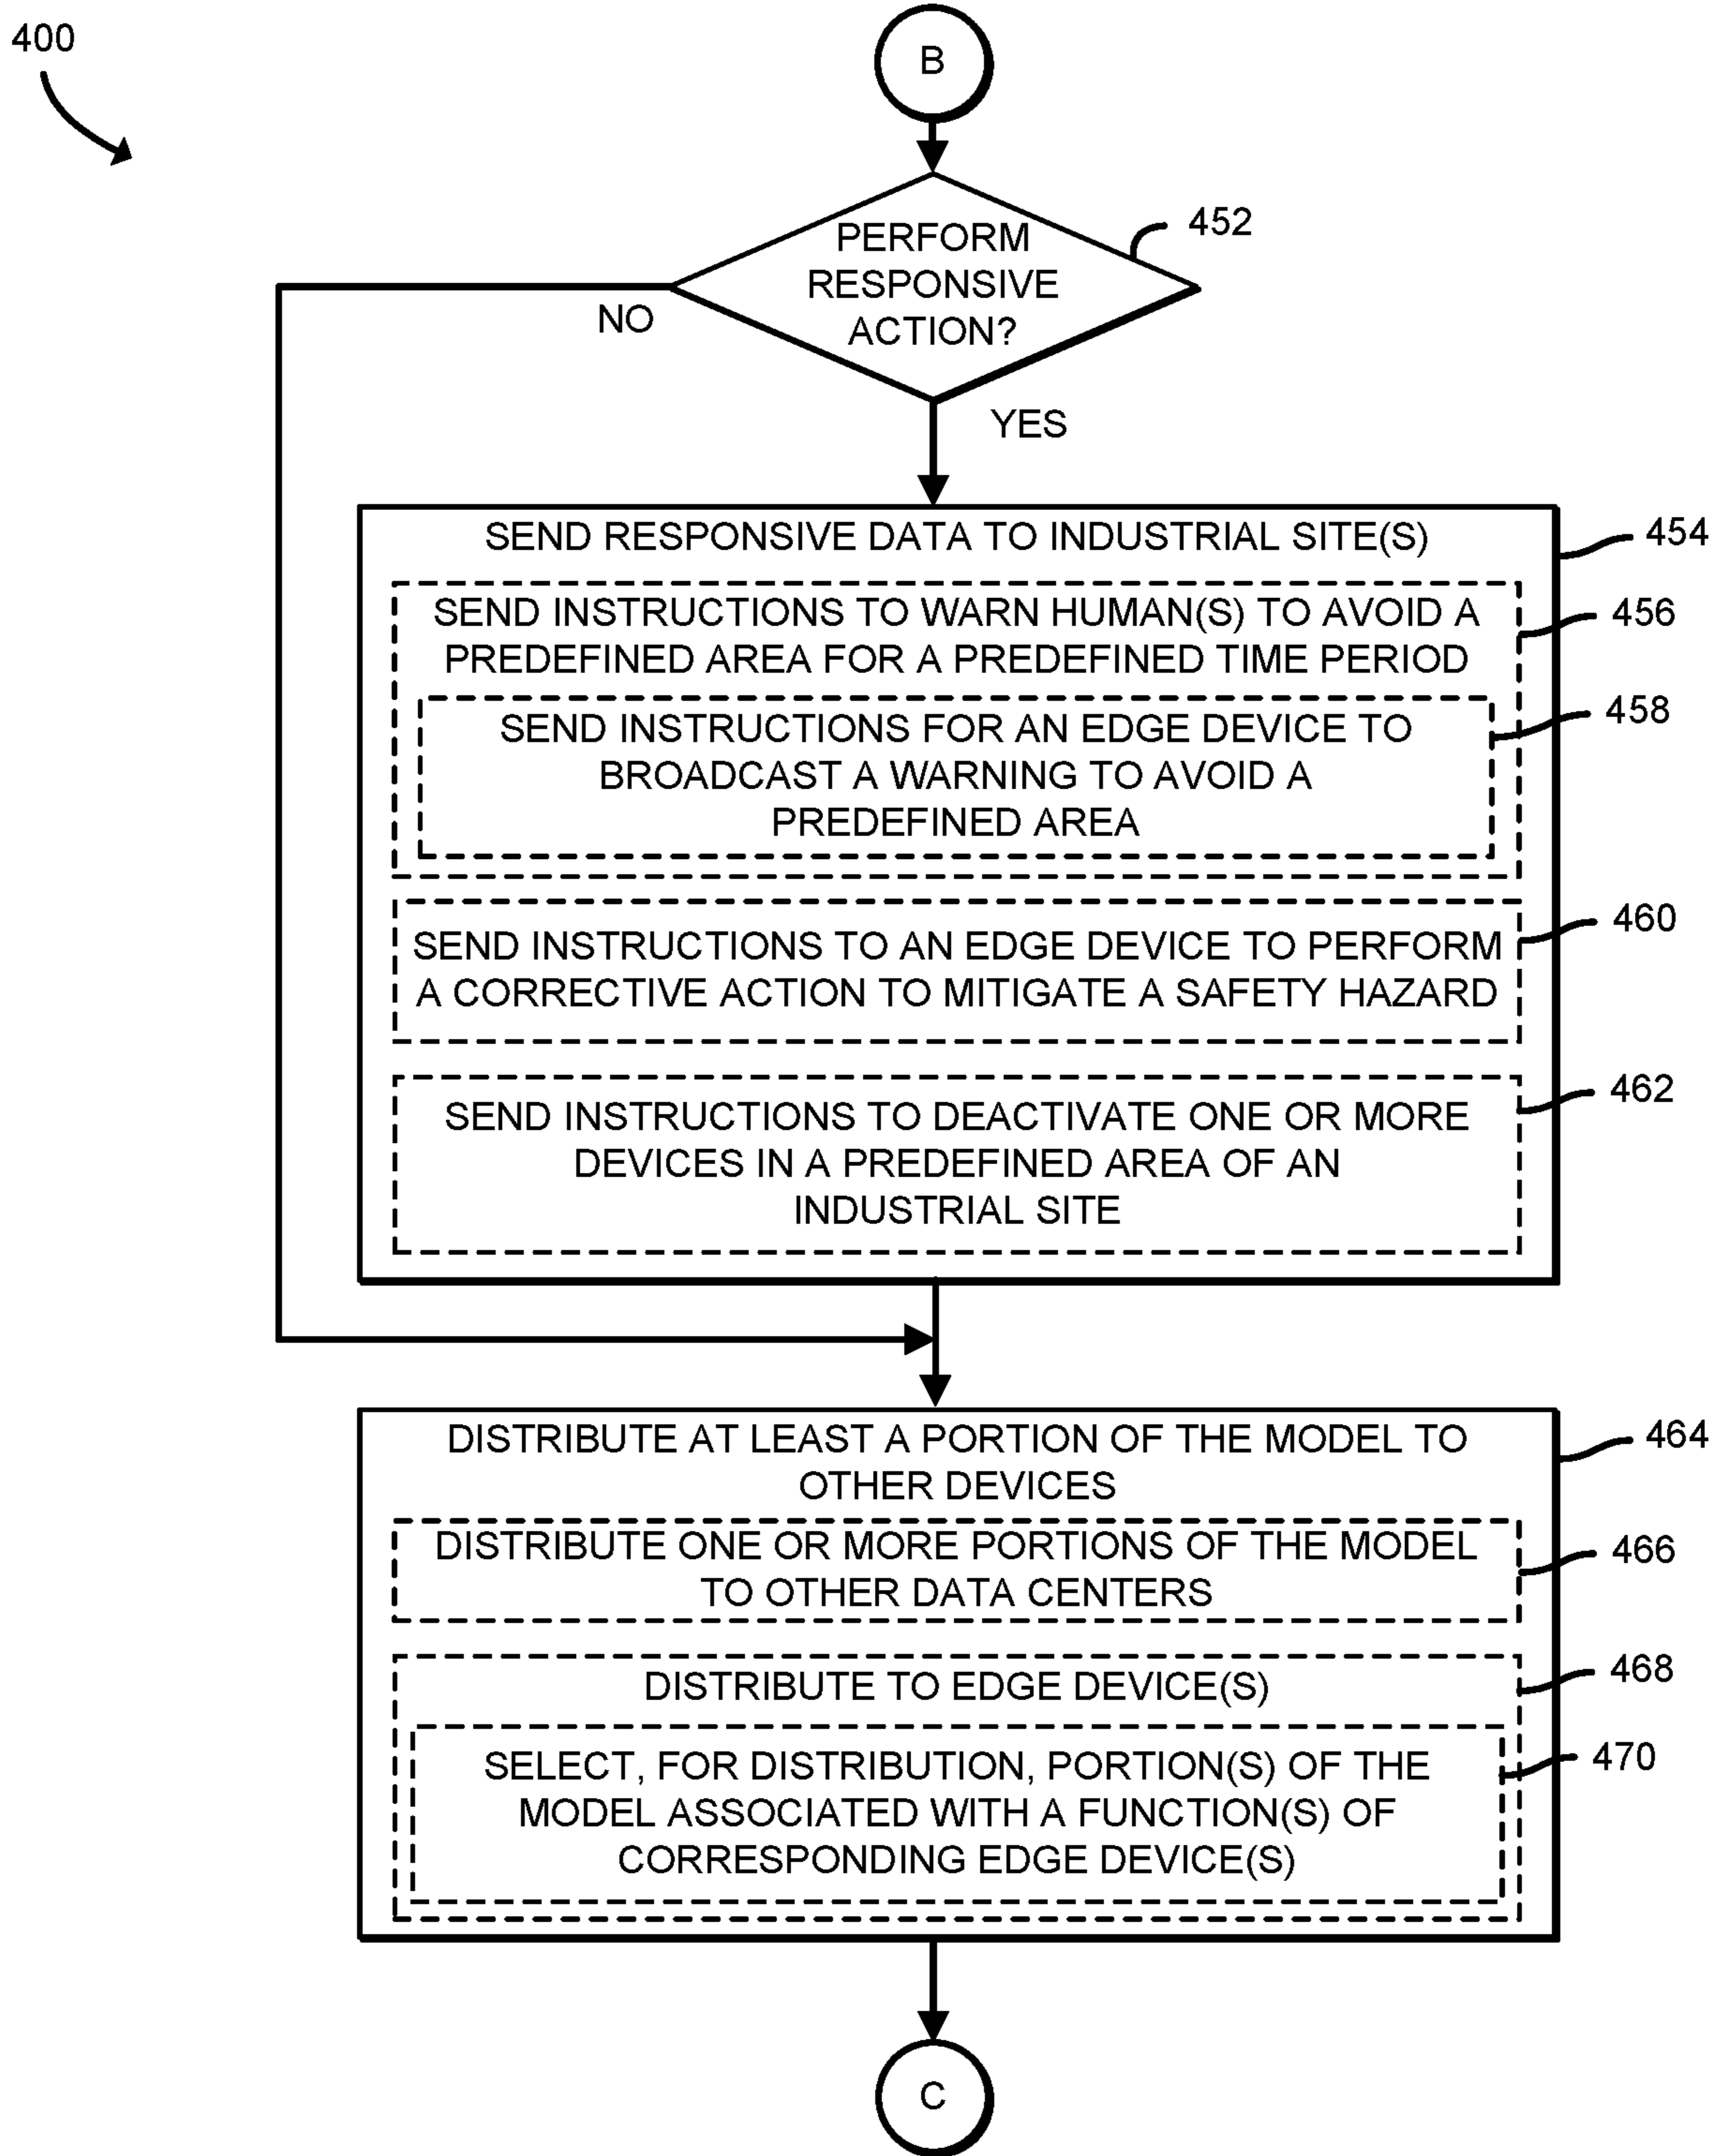 400
B
PERFORM
RESPONSIVE
ACTION?
452
NO
YES
SEND RESPONSIVE DATA TO INDUSTRIAL SITE(S)
454
SEND INSTRUCTIONS TO WARN HUMAN(S) TO AVOID A
PREDEFINED AREA FOR A PREDEFINED TIME PERIOD
456
SEND INSTRUCTIONS FOR AN EDGE DEVICE TO
BROADCAST A WARNING TO AVOID A
PREDEFINED AREA
458
SEND INSTRUCTIONS TO AN EDGE DEVICE TO PERFORM
A CORRECTIVE ACTION TO MITIGATE A SAFETY HAZARD
460
SEND INSTRUCTIONS TO DEACTIVATE ONE OR MORE
DEVICES IN A PREDEFINED AREA OF AN
INDUSTRIAL SITE
462
DISTRIBUTE AT LEAST A PORTION OF THE MODEL TO
OTHER DEVICES
464
DISTRIBUTE ONE OR MORE PORTIONS OF THE MODEL
TO OTHER DATA CENTERS
466
DISTRIBUTE TO EDGE DEVICE(S)
468
SELECT, FOR DISTRIBUTION, PORTION(S) OF THE
MODEL ASSOCIATED WITH A FUNCTION(S) OF
CORRESPONDING EDGE DEVICE(S)
470
C